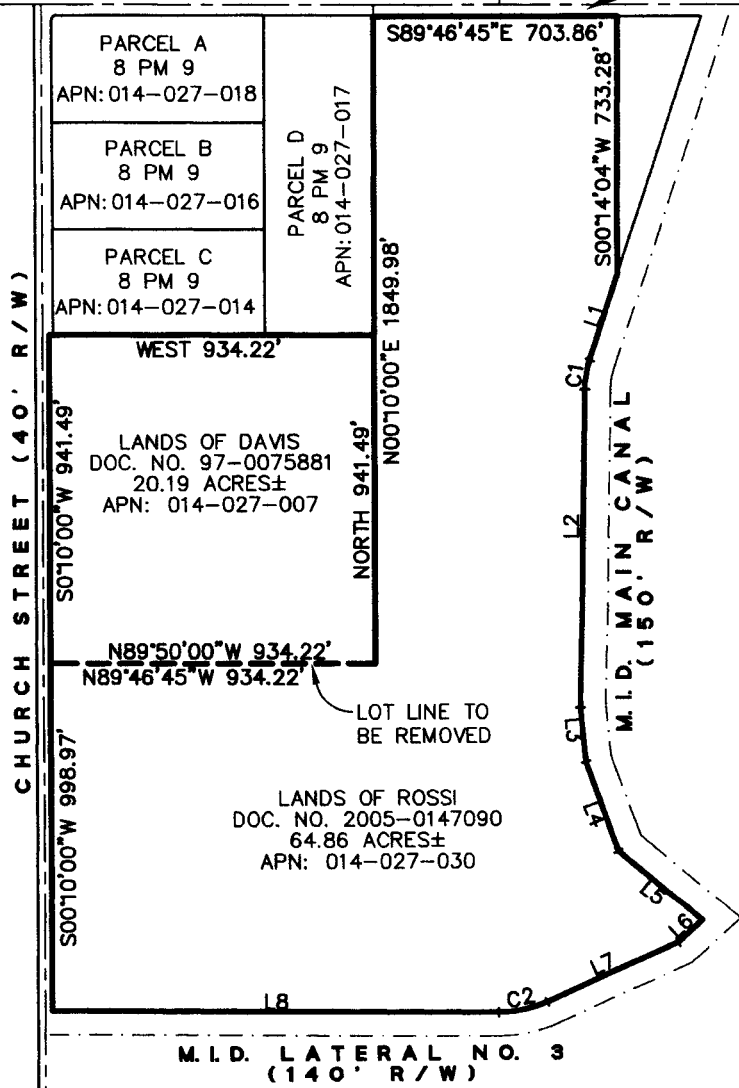 PARCEL A
8 PM 9
APN: 014-027-018
PARCEL B
8 PM 9
APN: 014-027-016
PARCEL C
8 PM 9
APN: 014-027-014
PARCEL D
8 PM 9
APN: 014-027-017
S89°46'45"E 703.86'
S00°14'04"W 733.28'
N00°10'00"E 1849.98'
L1
C1
WEST 934.22'
CHURCH STREET (40' R/W)
S0°10'00"W 941.49'
LANDS OF DAVIS
DOC. NO. 97-0075881
20.19 ACRES±
APN: 014-027-007
NORTH 941.49'
L2
M.I.D. MAIN CANAL
(150' R/W)
N89°50'00"W 934.22'
N89°46'45"W 934.22'
LOT LINE TO
BE REMOVED
L3
S00°10'00"W 998.97'
LANDS OF ROSSI
DOC. NO. 2005-0147090
64.86 ACRES±
APN: 014-027-030
L4
L5
L6
L7
C2
L8
M.I.D. LATERAL NO. 3
(140' R/W)